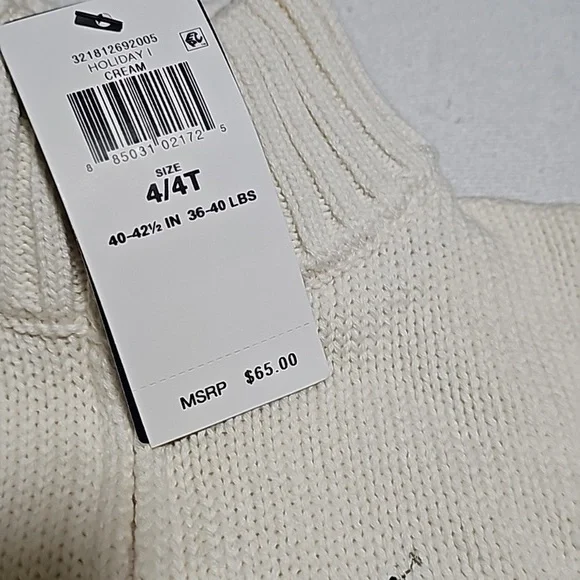 321812692005
HOLIDAY I
CREAM
8 85031 02172 5
SIZE
4/4T
40-42½ IN 36-40 LBS
MSRP $65.00